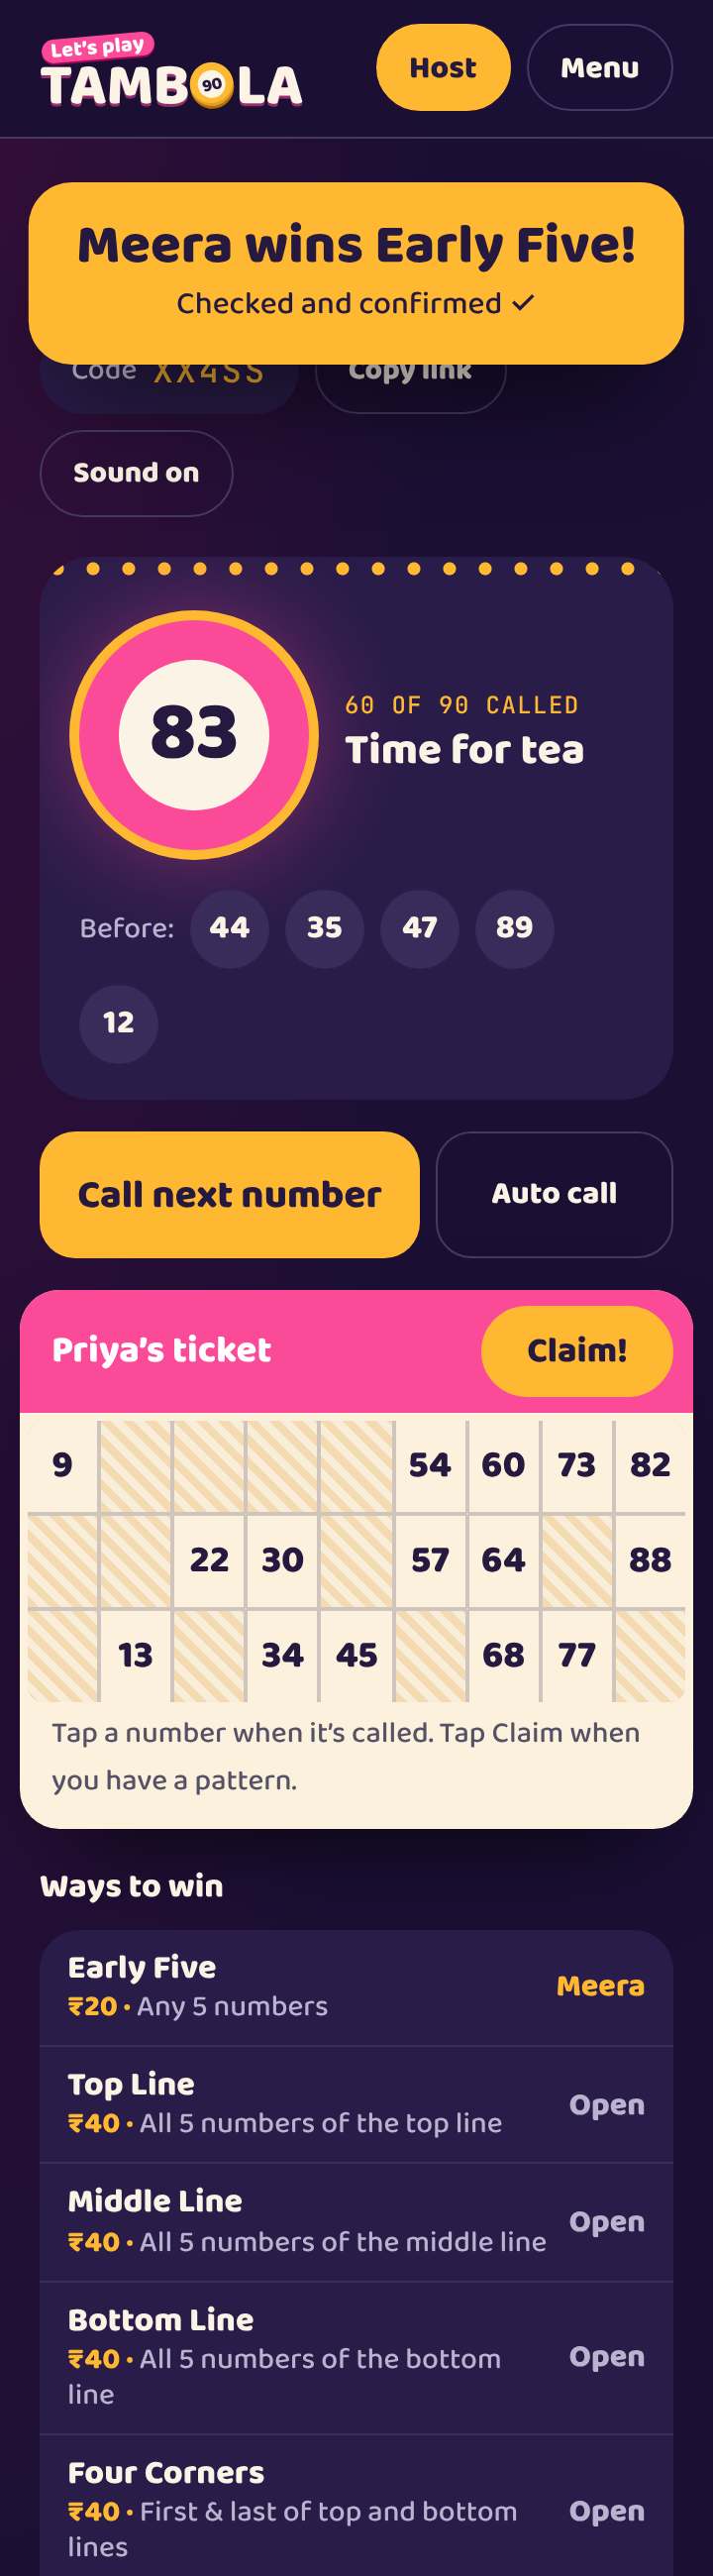 Let's play
TAMBOLA
90
Host
Menu
Meera wins Early Five!
Checked and confirmed ✓
Code XX4SS
Copy link
Sound on
83
60 OF 90 CALLED
Time for tea
Before: 44 35 47 89
12
Call next number
Auto call
Priya's ticket
Claim!
9 54 60 73 82
22 30 57 64 88
13 34 45 68 77
Tap a number when it's called. Tap Claim when
you have a pattern.
Ways to win
Early Five
₹20 • Any 5 numbers
Meera
Top Line
₹40 • All 5 numbers of the top line
Open
Middle Line
₹40 • All 5 numbers of the middle line
Open
Bottom Line
₹40 • All 5 numbers of the bottom
line
Open
Four Corners
₹40 • First & last of top and bottom
lines
Open